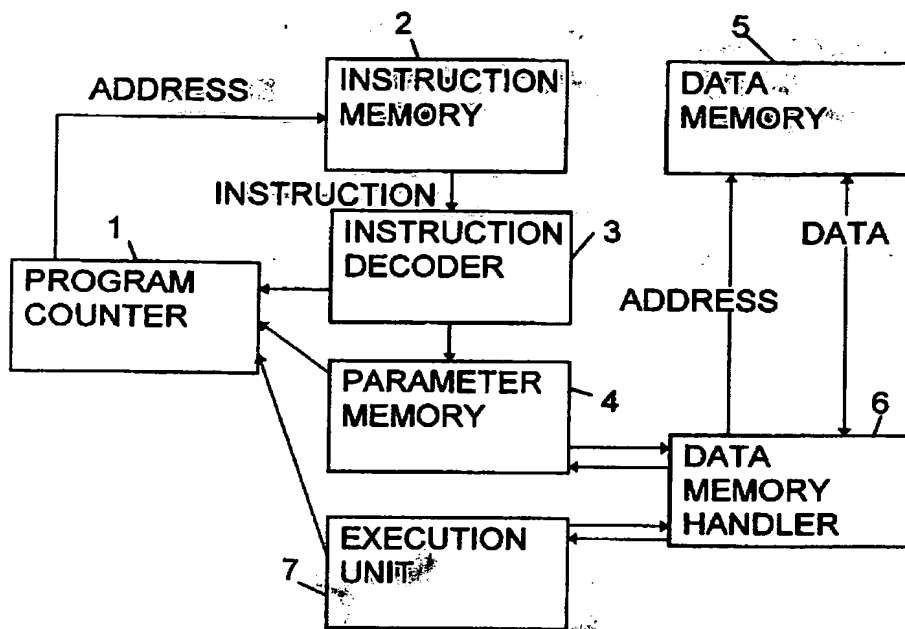 2
5
INSTRUCTION
MEMORY
DATA
MEMORY
ADDRESS
INSTRUCTION
1
INSTRUCTION
DECODER
3
DATA
PROGRAM
COUNTER
ADDRESS
PARAMETER
MEMORY
4
6
DATA
MEMORY
HANDLER
EXECUTION
UNIT
7